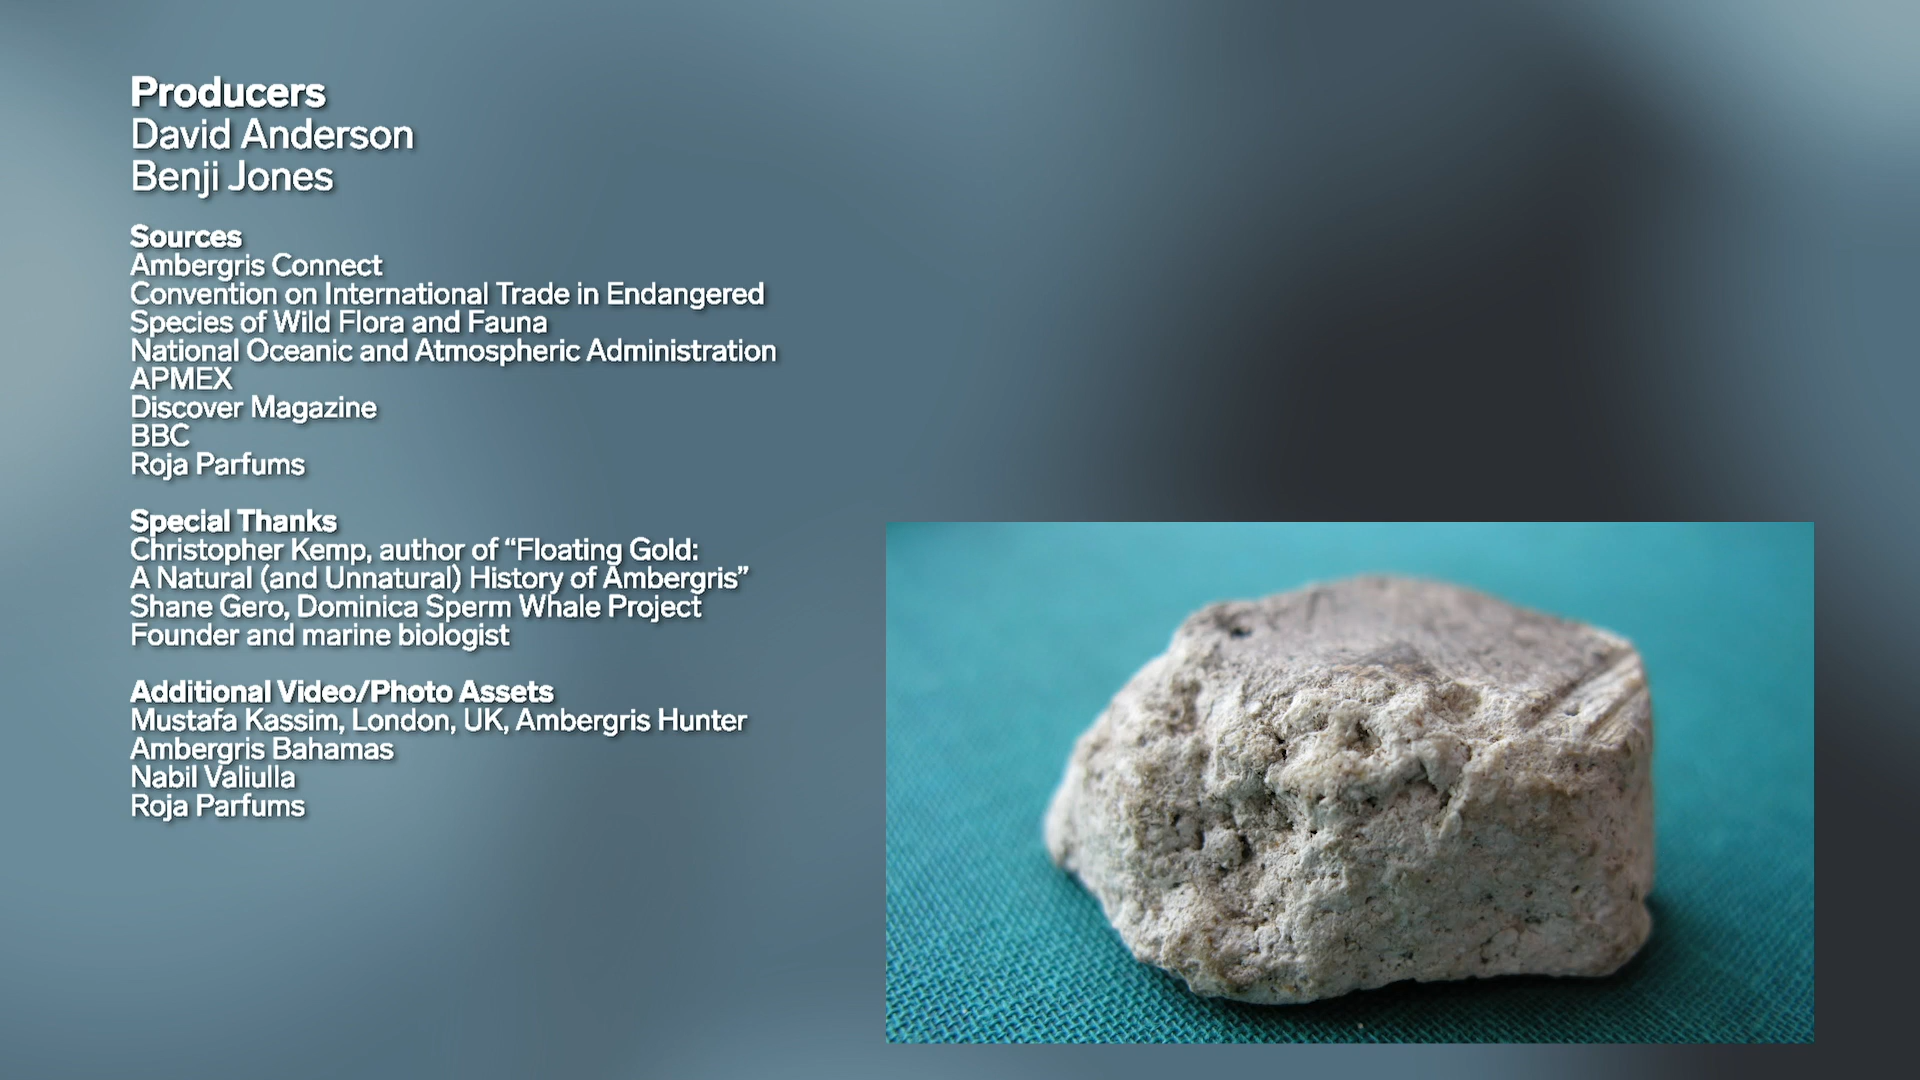 Producers
David Anderson
Benji Jones
Sources
Ambergris Connect
Convention on International Trade in Endangered
Species of Wild Flora and Fauna
National Oceanic and Atmospheric Administration
APMEX
Discover Magazine
BBC
Roja Parfums
Special Thanks
Christopher Kemp, author of “Floating Gold:
A Natural (and Unnatural) History of Ambergris”
Shane Gero, Dominica Sperm Whale Project
Founder and marine biologist
Additional Video/Photo Assets
Mustafa Kassim, London, UK, Ambergris Hunter
Ambergris Bahamas
Nabil Valiulla
Roja Parfums